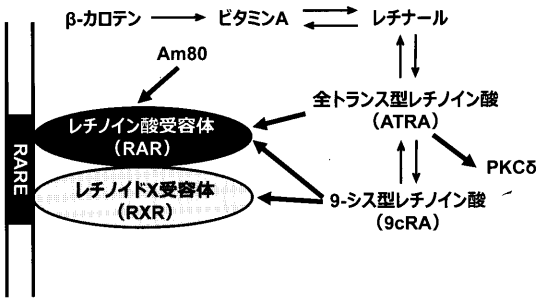 β-カロテン
ビタミンA
レチナール
Am80
全トランス型レチノイン酸
(ATRA)
レチノイン酸受容体
(RAR)
RARE
PKCδ
レチノイドX受容体
(RXR)
9-シス型レチノイン酸
(9cRA)